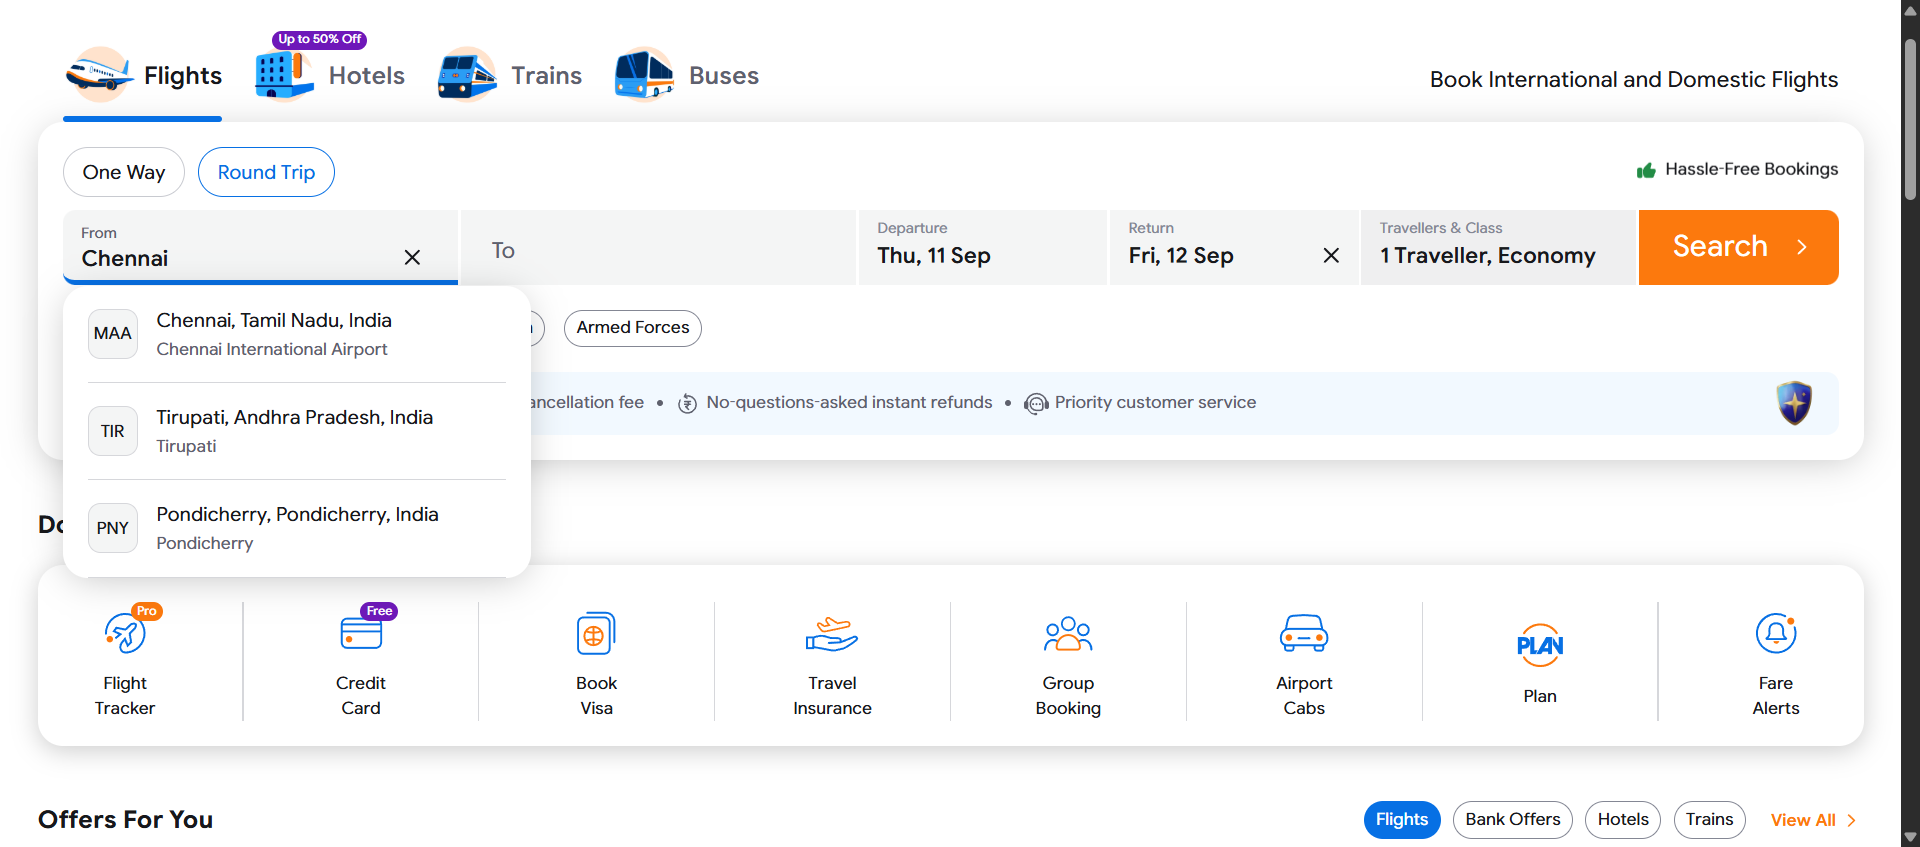 Up to 50% Off
Flights
Hotels
Trains
Buses
Book International and Domestic Flights
One Way
Round Trip
Hassle-Free Bookings
From
Chennai
To
Departure
Thu, 11 Sep
Return
Fri, 12 Sep
Travellers & Class
1 Traveller, Economy
Search
MAA
Chennai, Tamil Nadu, India
Chennai International Airport
Armed Forces
fee • No-questions-asked instant refunds • Priority customer service
TIR
Tirupati, Andhra Pradesh, India
Tirupati
PNY
Pondicherry, Pondicherry, India
Pondicherry
Pro
Flight
Tracker
Free
Credit
Card
Book
Visa
Travel
Insurance
Group
Booking
Airport
Cabs
PLAN
Plan
Fare
Alerts
Offers For You
Flights
Bank Offers
Hotels
Trains
View All